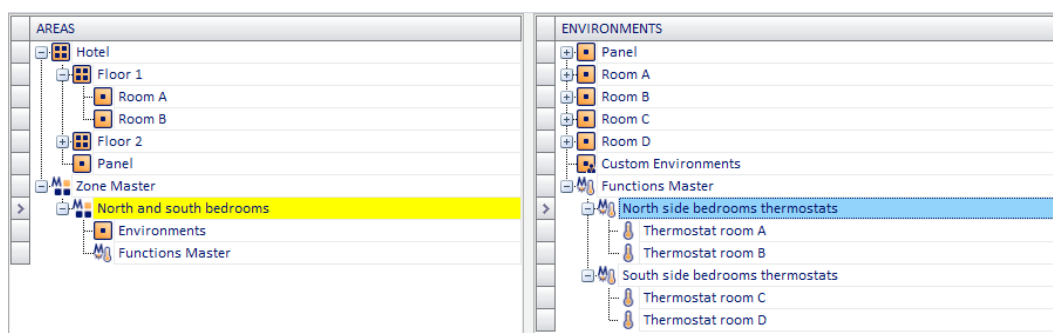 AREAS
Hotel
Floor 1
Room A
Room B
Floor 2
Panel
Zone Master
North and south bedrooms
Environments
Functions Master
ENVIRONMENTS
Panel
Room A
Room B
Room C
Room D
Custom Environments
Functions Master
North side bedrooms thermostats
Thermostat room A
Thermostat room B
South side bedrooms thermostats
Thermostat room C
Thermostat room D